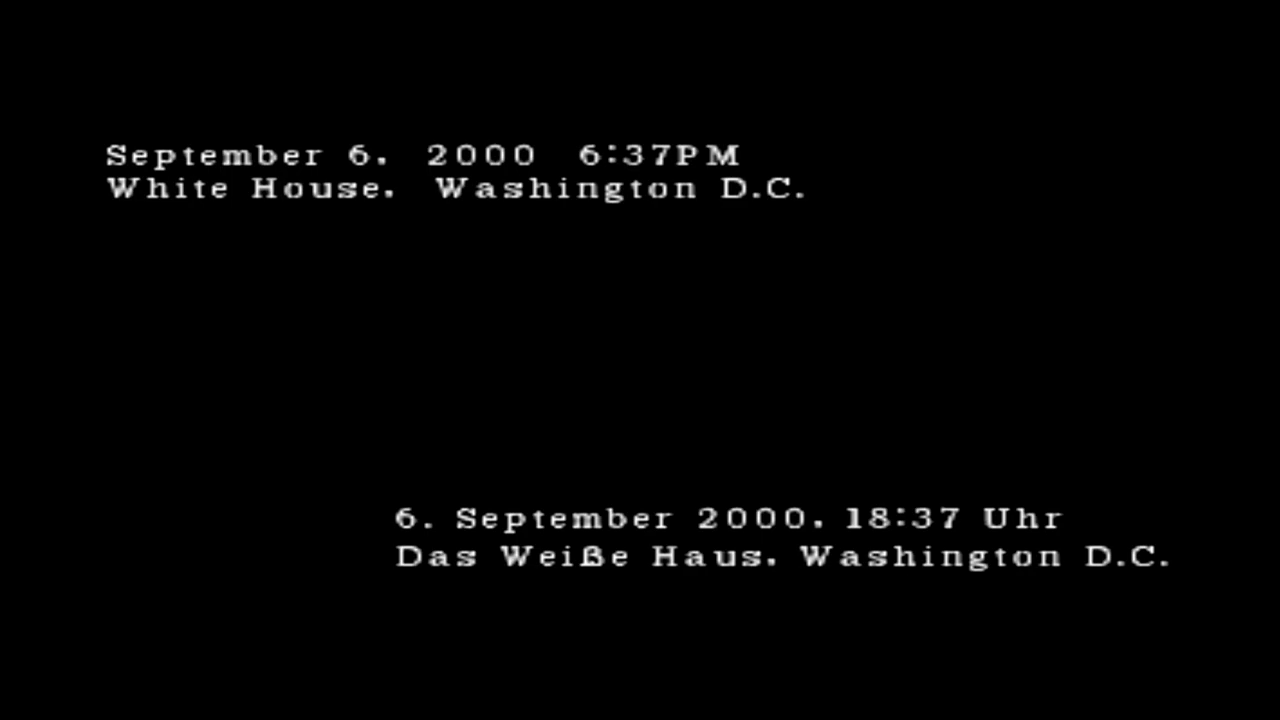 September 6, 2000 6:37PM
White House, Washington D.C.
6. September 2000, 18:37 Uhr
Das Weiße Haus, Washington D.C.